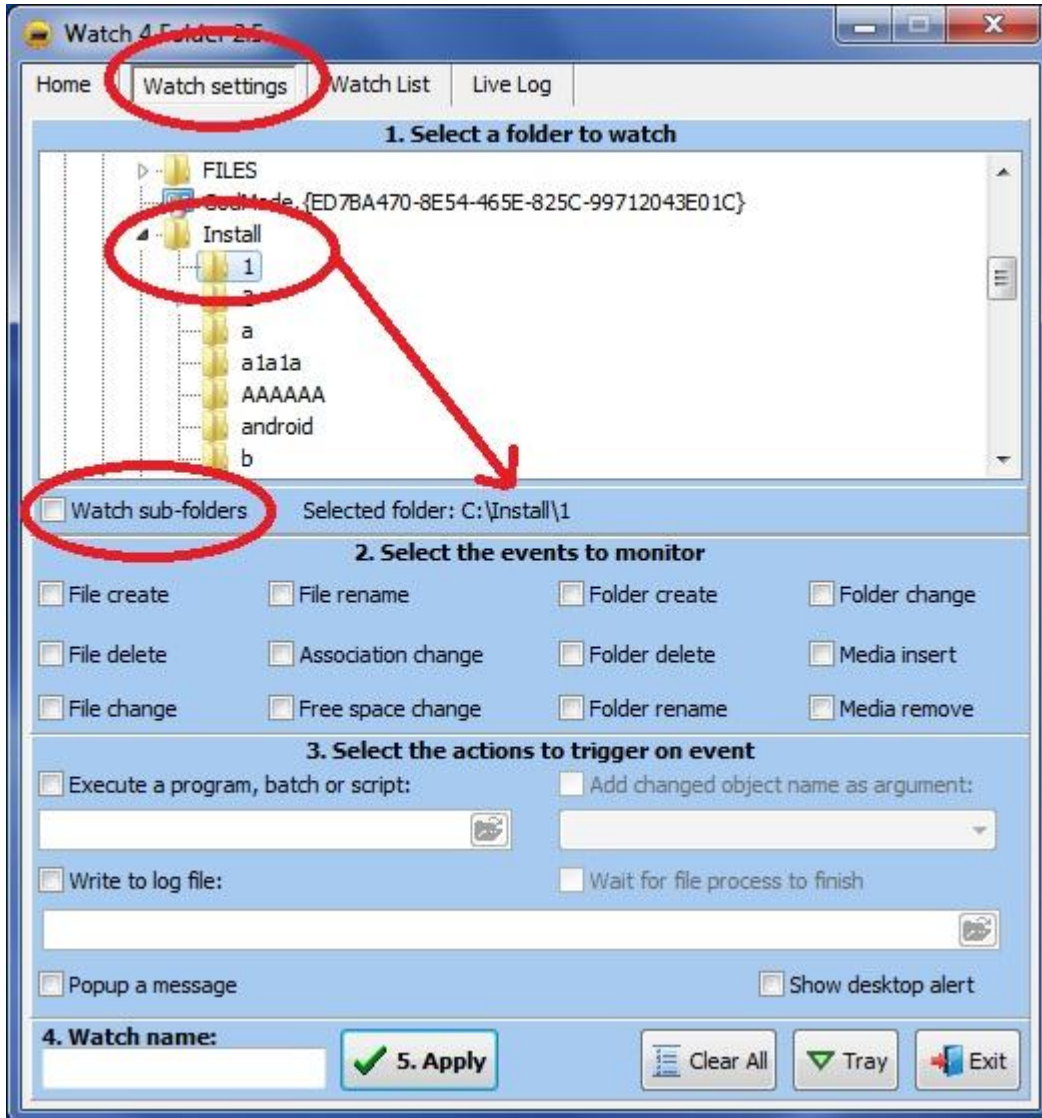 Watch 4 Folder 2.5
Home Watch settings Watch List Live Log
1. Select a folder to watch
FILES
GodMode.{ED7BA470-8E54-465E-825C-99712043E01C}
Install
1
a
a1a1a
AAAAAA
android
b
Watch sub-folders Selected folder: C:\Install\1
2. Select the events to monitor
File create File rename Folder create Folder change
File delete Association change Folder delete Media insert
File change Free space change Folder rename Media remove
3. Select the actions to trigger on event
Execute a program, batch or script: Add changed object name as argument:
Write to log file: Wait for file process to finish
Popup a message Show desktop alert
4. Watch name:
5. Apply Clear All Tray Exit